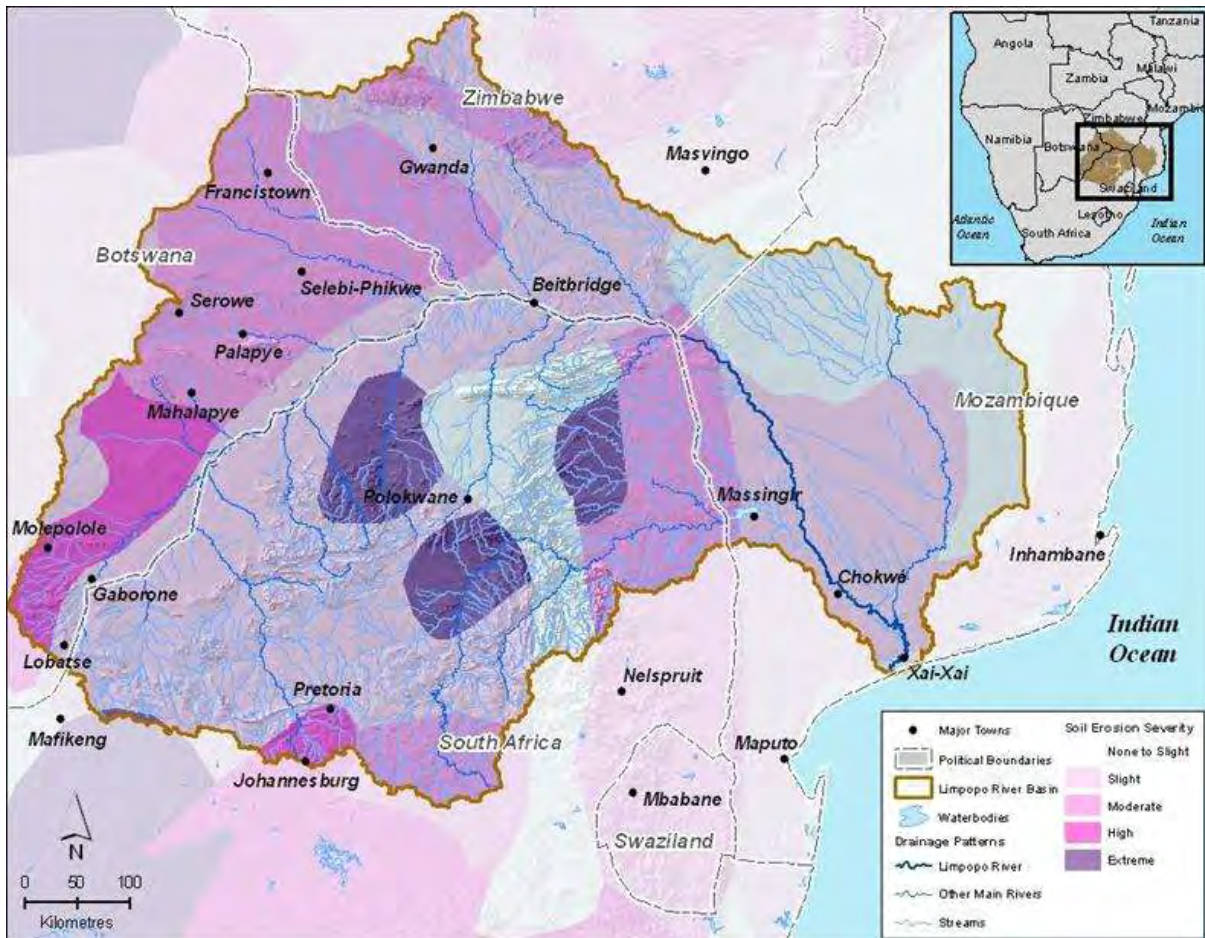 Zimbabwe
Masvingo
Gwanda
Francistown
Botswana
Selebi-Phikwe
Beitbridge
Serowe
Palapye
Mahalapye
Mozambique
Polokwane
Massingir
Molepolole
Inhambane
Gaborone
Chokwé
Lobatse
Xai-Xai
Indian
Ocean
Nelspruit
Pretoria
Mafikeng
South Africa
Maputo
Johannesburg
Mbabane
Swaziland
N
0 50 100
Kilometres
Tanzania
Angola
Zambia
Malawi
Mozambic
Zimbabwe
Namibia
Botswana
Swaziland
Lesotho
South Africa
Atlantic
Ocean
Indian
Ocean
Major Towns
Political Boundaries
Limpopo River Basin
Waterbodies
Drainage Patterns
Limpopo River
Other Main Rivers
Streams
Soil Erosion Severity
None to Slight
Slight
Moderate
High
Extreme